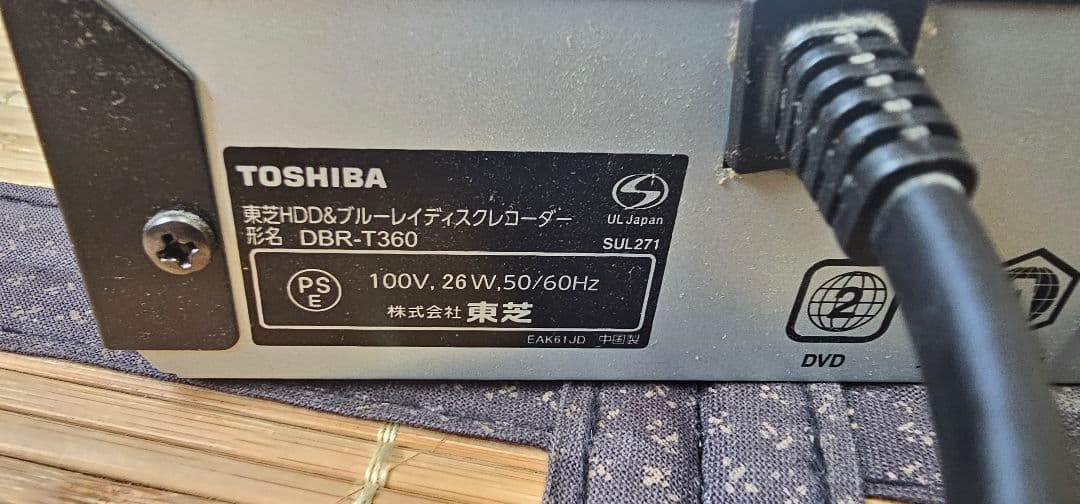 TOSHIBA
東芝HDD&ブルーレイディスクレコーダー
形名 DBR-T360
UL Japan
SUL271
PS
E
100V, 26W, 50/60Hz
株式会社 東芝
EAK61JD 中国製
2
DVD